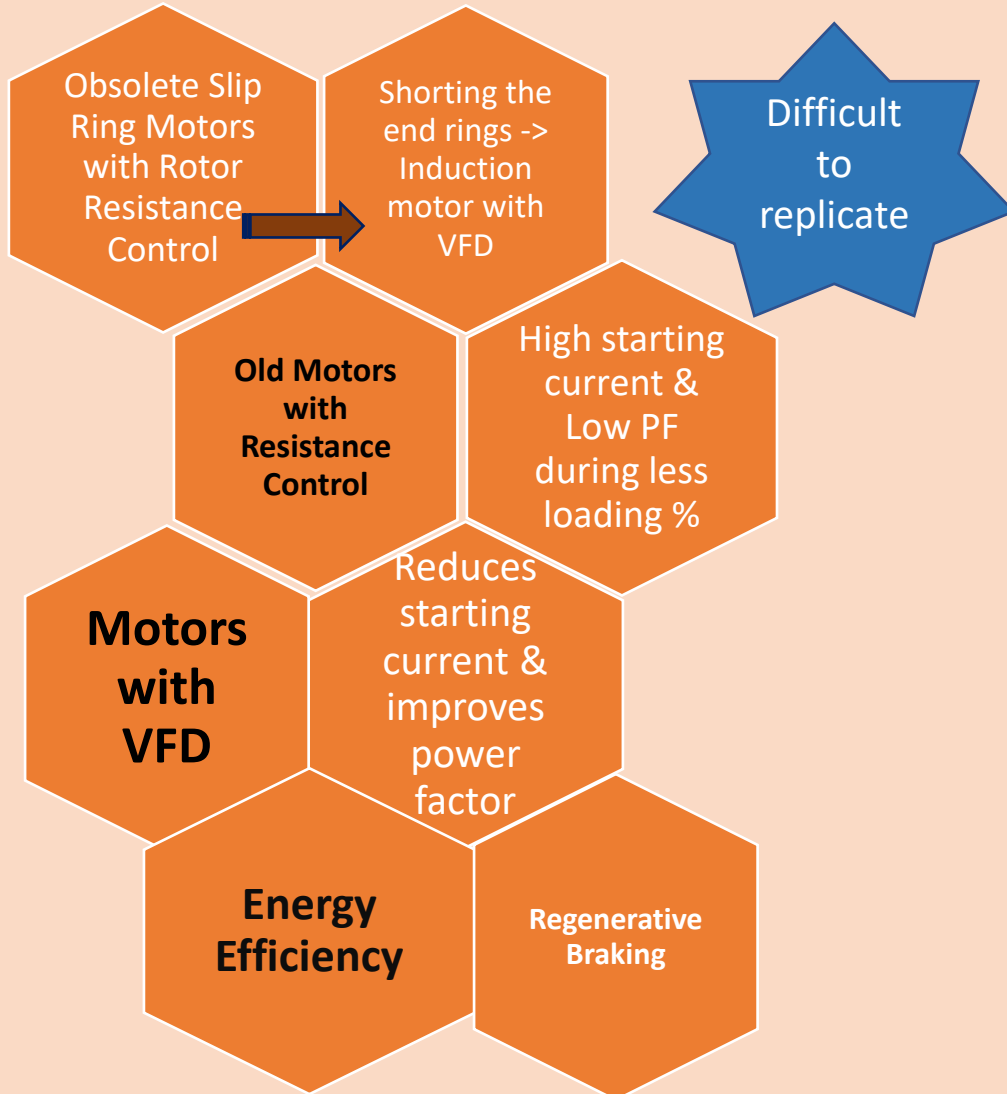 Obsolete Slip
Ring Motors
with Rotor
Resistance
Control
Shorting the
end rings ->
Induction
motor with
VFD
Difficult
to
replicate
Old Motors
with
Resistance
Control
High starting
current &
Low PF
during less
loading %
Motors
with
VFD
Reduces
starting
current &
improves
power
factor
Energy
Efficiency
Regenerative
Braking